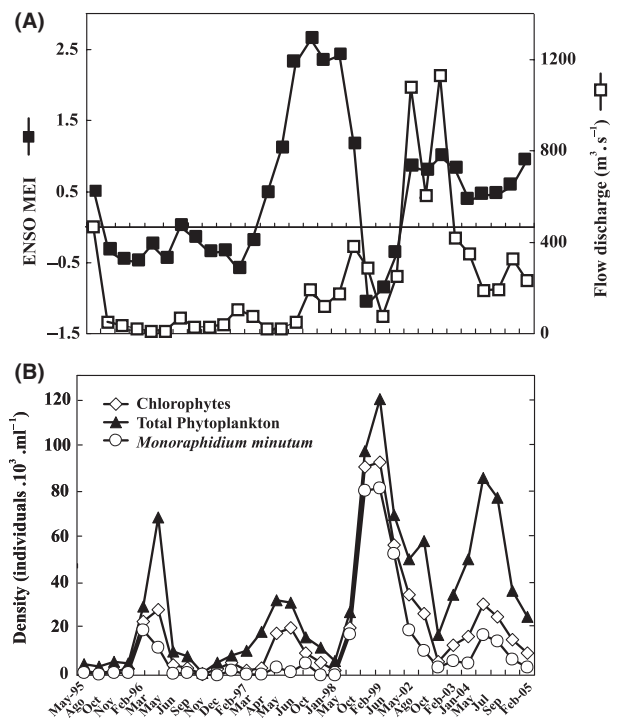 (A)
2.5
1.5
0.5
−0.5
−1.5
ENSO MEI
1200
800
400
0
Flow discharge (m³.s⁻¹)
(B)
120
100
80
60
40
20
0
Density (individuals .10³ .ml⁻¹)
Chlorophytes
Total Phytoplankton
Monoraphidium minutum
May-95
Ago
Oct
Nov
Feb-96
Mar
May
Jun
Sep
Nov
Dec
Feb-97
Mar
Apr
May
Jun
Oct
Jan-98
May
Oct
Feb-99
Jun
May-02
Ago
Oct
Feb-03
Jan-04
Jul
Sep
Feb-05